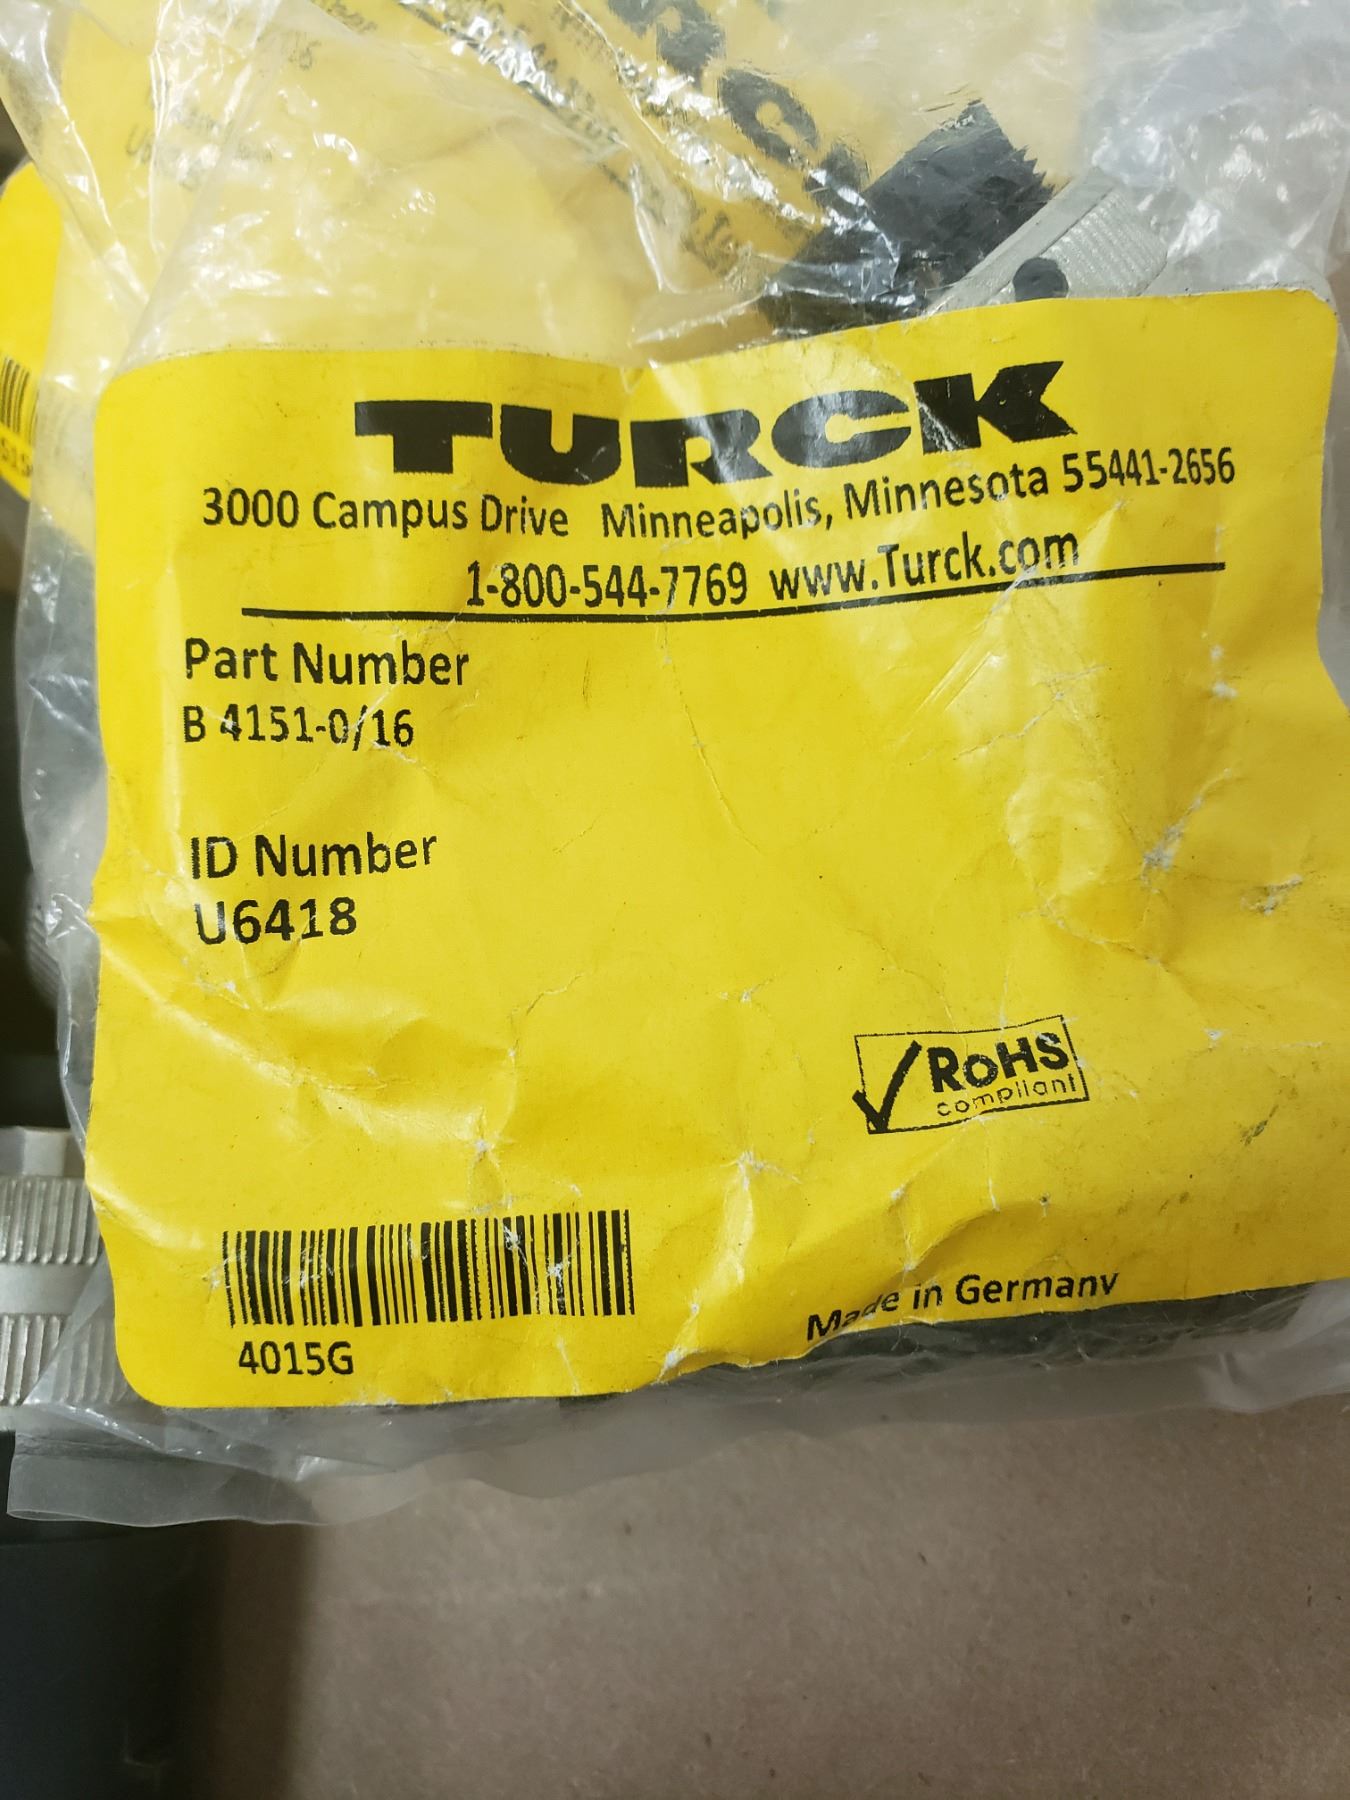 TURCK
3000 Campus Drive Minneapolis, Minnesota 55441-2656
1-800-544-7769 www.Turck.com
Part Number
B 4151-0/16
ID Number
U6418
RoHS
compliant
4015G
Made in Germany